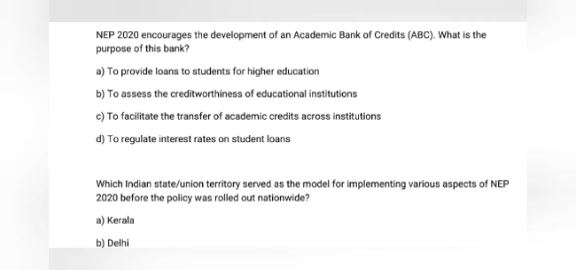 NEP 2020 encourages the development of an Academic Bank of Credits (ABC). What is the
purpose of this bank?
a) To provide loans to students for higher education
b) To assess the creditworthiness of educational institutions
c) To facilitate the transfer of academic credits across institutions
d) To regulate interest rates on student loans
Which Indian state/union territory served as the model for implementing various aspects of NEP
2020 before the policy was rolled out nationwide?
a) Kerala
b) Delhi